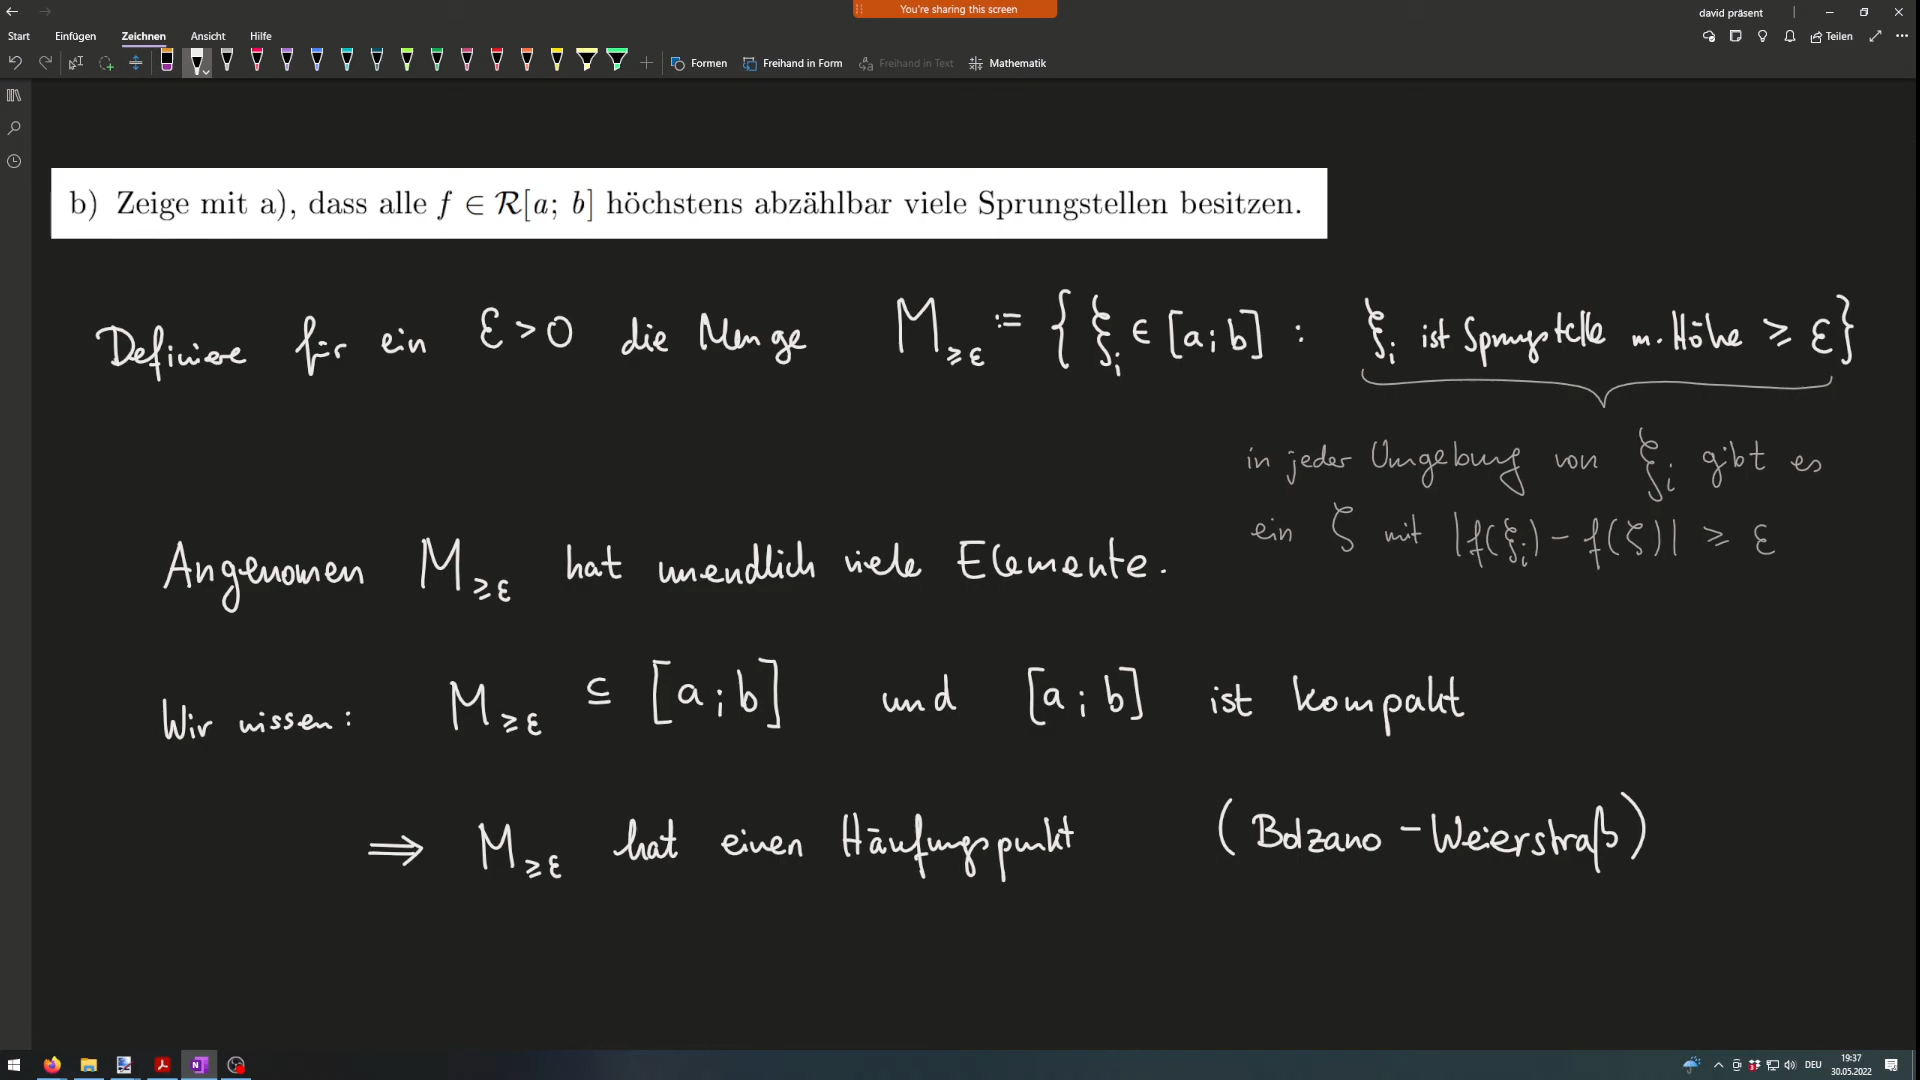 You're sharing this screen
david präsent
Start Einfügen Zeichnen Ansicht Hilfe
Teilen
Formen Freihand in Form Freihand in Text Mathematik
b) Zeige mit a), dass alle f ∈ R[a; b] höchstens abzählbar viele Sprungstellen besitzen.
Definiere für ein ε > 0 die Menge M≥ε := { ξi ∈ [a; b] : ξi ist Sprungstelle m. Höhe ≥ ε }
in jeder Umgebung von ξi gibt es
ein ζ mit |f(ξi) - f(ζ)| ≥ ε
Angenomen M≥ε hat unendlich viele Elemente.
Wir wissen: M≥ε ⊆ [a; b] und [a; b] ist kompakt
⇒ M≥ε hat einen Häufungspunkt (Bolzano - Weierstraß)
DEU
19:37
30.05.2022